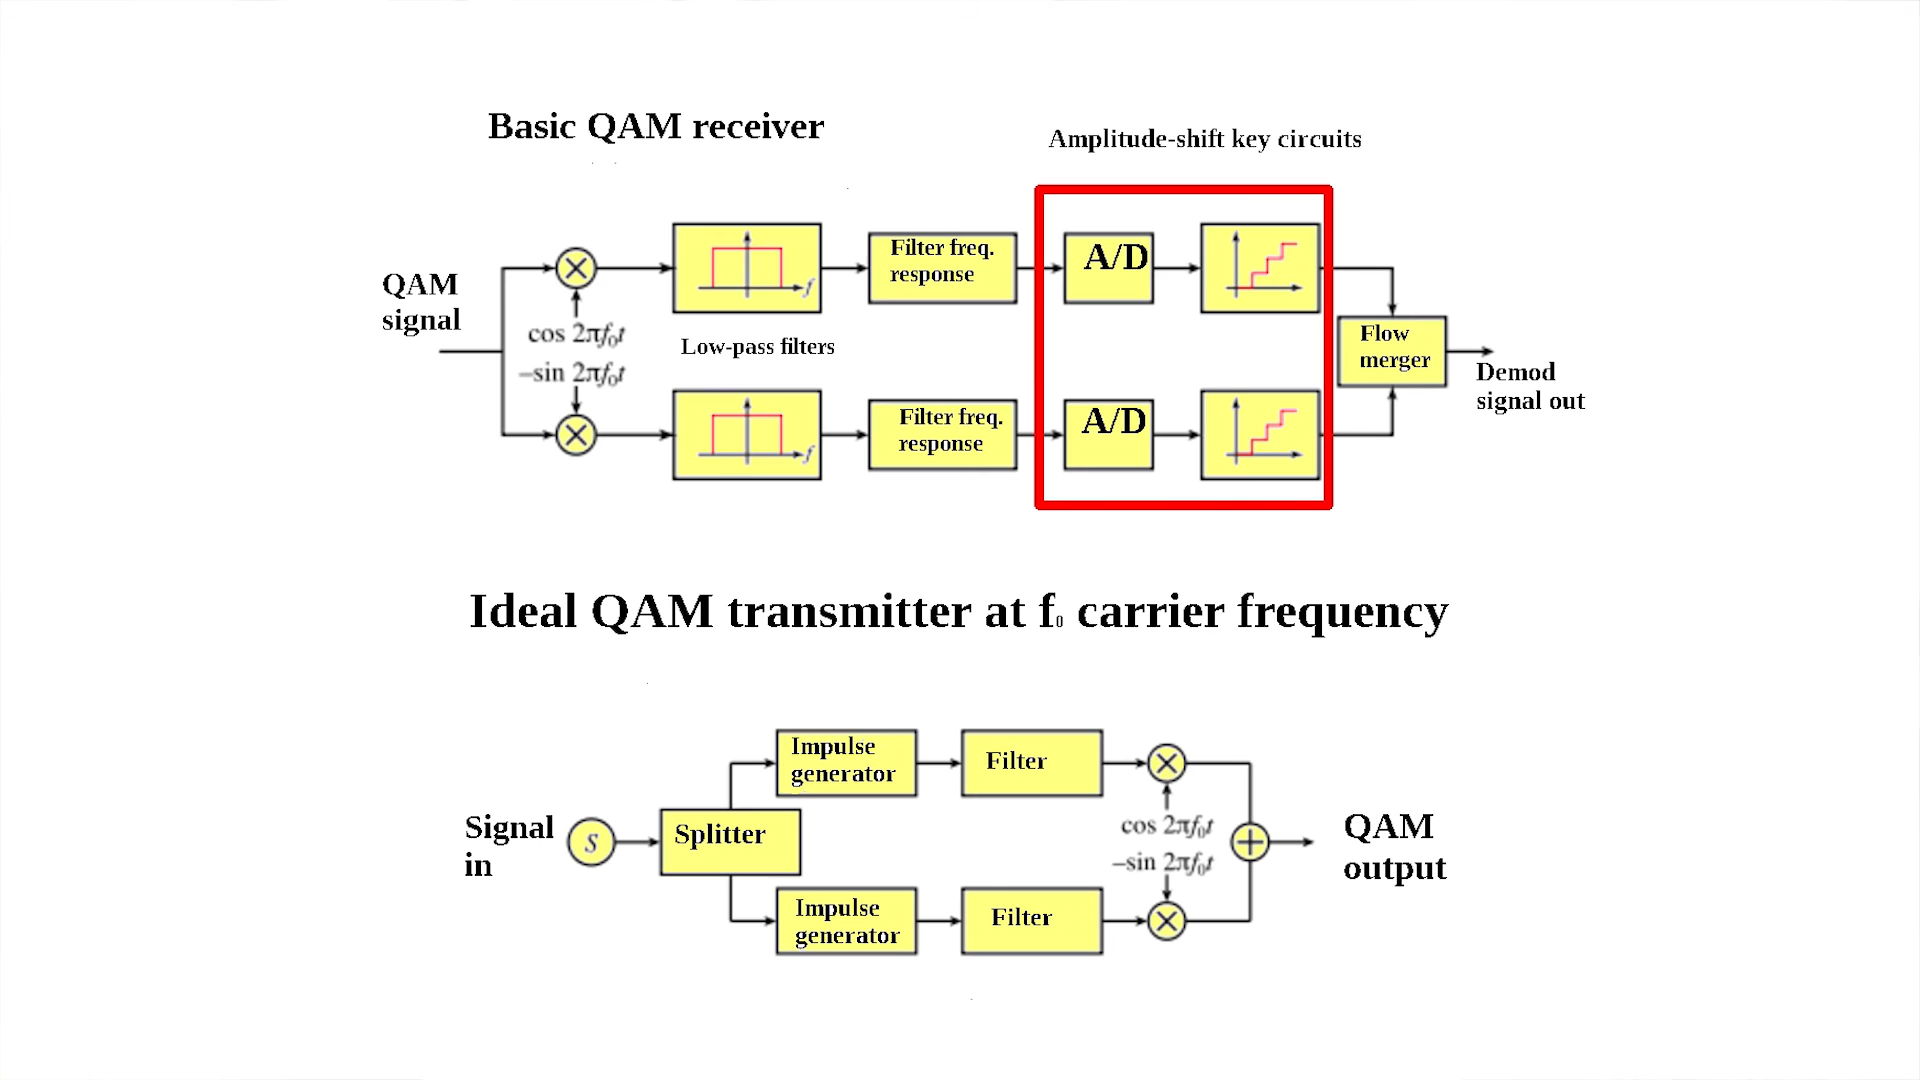 Basic QAM receiver
Amplitude-shift key circuits
QAM
signal
cos 2πf₀t
–sin 2πf₀t
f
Low-pass filters
f
Filter freq.
response
Filter freq.
response
A/D
A/D
Flow
merger
Demod
signal out
Ideal QAM transmitter at f₀ carrier frequency
Signal
in
S
Splitter
Impulse
generator
Filter
Impulse
generator
Filter
cos 2πf₀t
–sin 2πf₀t
QAM
output